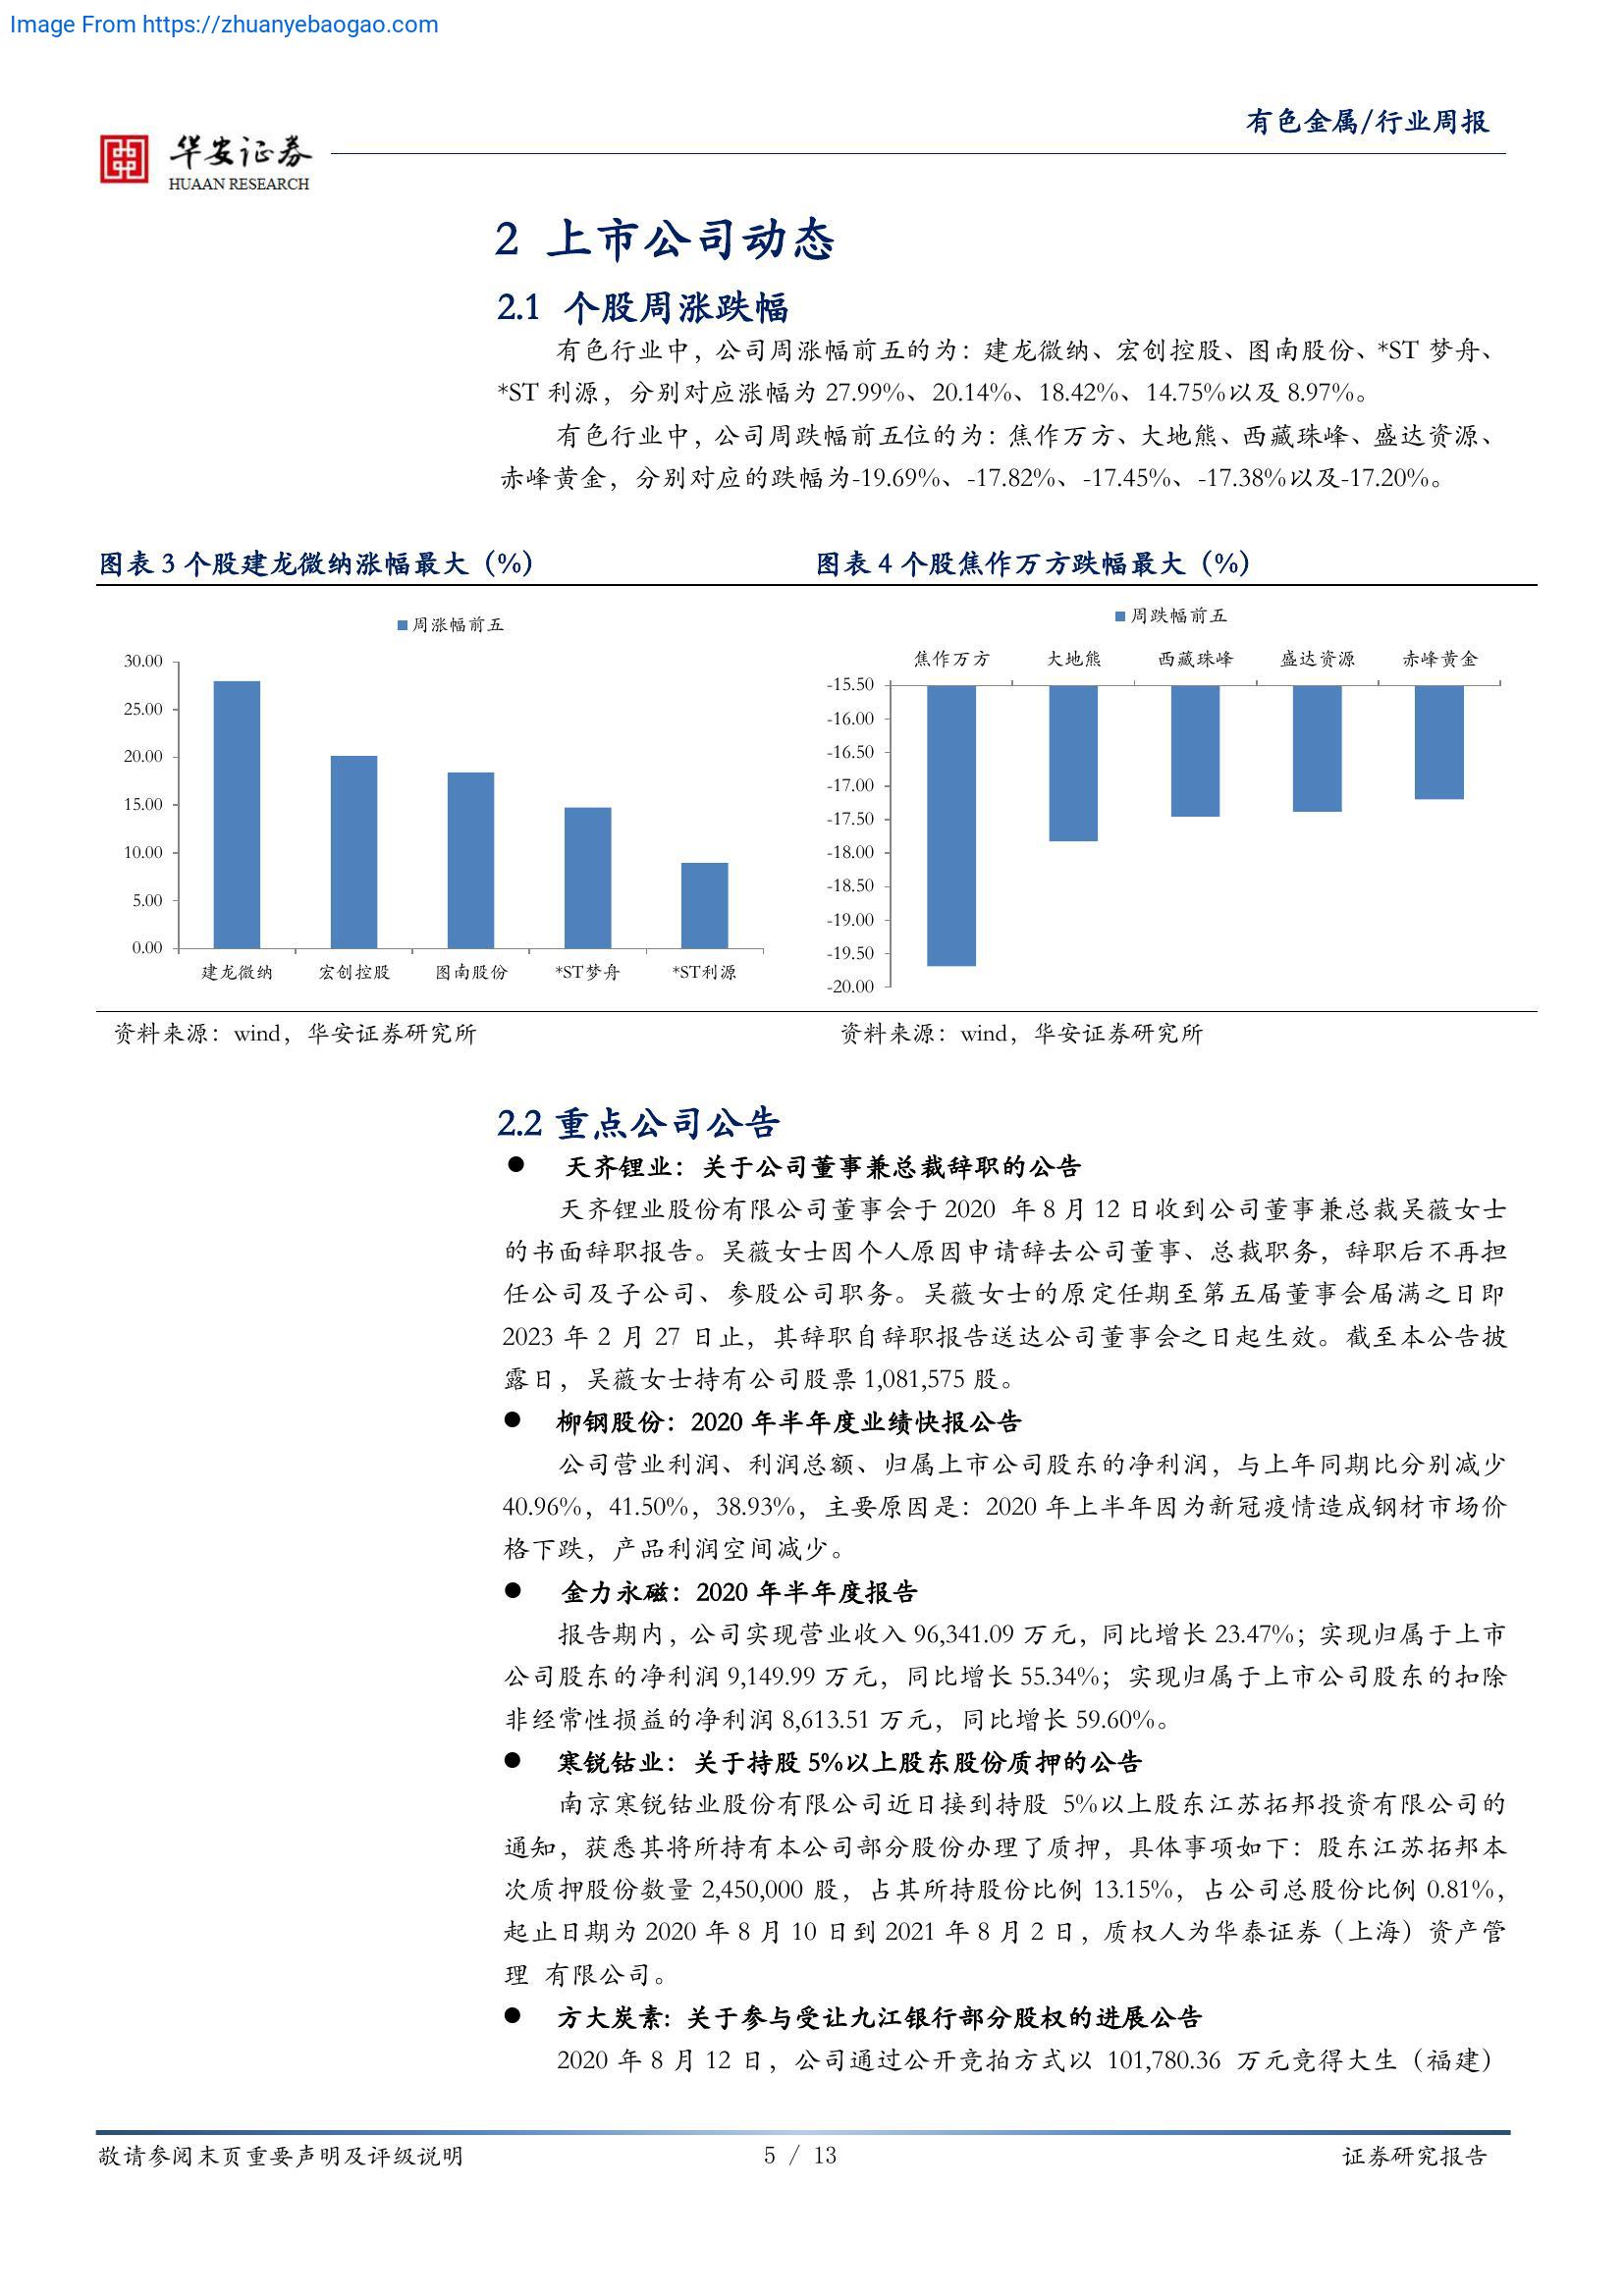 Image From https://zhuanyebaogao.com
有色金属/行业周报
华安证券
HUAAN RESEARCH
2 上市公司动态
2.1 个股周涨跌幅
有色行业中，公司周涨幅前五的为：建龙微纳、宏创控股、图南股份、*ST 梦舟、
*ST 利源，分别对应涨幅为 27.99%、20.14%、18.42%、14.75%以及 8.97%。
有色行业中，公司周跌幅前五位的为：焦作万方、大地熊、西藏珠峰、盛达资源、
赤峰黄金，分别对应的跌幅为-19.69%、-17.82%、-17.45%、-17.38%以及-17.20%。
图表 3 个股建龙微纳涨幅最大（%）
周涨幅前五
30.00
25.00
20.00
15.00
10.00
5.00
0.00
建龙微纳 宏创控股 图南股份 *ST梦舟 *ST利源
资料来源：wind，华安证券研究所
图表 4 个股焦作万方跌幅最大（%）
周跌幅前五
焦作万方 大地熊 西藏珠峰 盛达资源 赤峰黄金
-15.50
-16.00
-16.50
-17.00
-17.50
-18.00
-18.50
-19.00
-19.50
-20.00
资料来源：wind，华安证券研究所
2.2 重点公司公告
● 天齐锂业：关于公司董事兼总裁辞职的公告
天齐锂业股份有限公司董事会于 2020 年 8 月 12 日收到公司董事兼总裁吴薇女士
的书面辞职报告。吴薇女士因个人原因申请辞去公司董事、总裁职务，辞职后不再担
任公司及子公司、参股公司职务。吴薇女士的原定任期至第五届董事会届满之日即
2023 年 2 月 27 日止，其辞职自辞职报告送达公司董事会之日起生效。截至本公告披
露日，吴薇女士持有公司股票 1,081,575 股。
● 柳钢股份：2020 年半年度业绩快报公告
公司营业利润、利润总额、归属上市公司股东的净利润，与上年同期比分别减少
40.96%，41.50%，38.93%，主要原因是：2020 年上半年因为新冠疫情造成钢材市场价
格下跌，产品利润空间减少。
● 金力永磁：2020 年半年度报告
报告期内，公司实现营业收入 96,341.09 万元，同比增长 23.47%；实现归属于上市
公司股东的净利润 9,149.99 万元，同比增长 55.34%；实现归属于上市公司股东的扣除
非经常性损益的净利润 8,613.51 万元，同比增长 59.60%。
● 寒锐钴业：关于持股 5%以上股东股份质押的公告
南京寒锐钴业股份有限公司近日接到持股 5%以上股东江苏拓邦投资有限公司的
通知，获悉其将所持有本公司部分股份办理了质押，具体事项如下：股东江苏拓邦本
次质押股份数量 2,450,000 股，占其所持股份比例 13.15%，占公司总股份比例 0.81%，
起止日期为 2020 年 8 月 10 日到 2021 年 8 月 2 日，质权人为华泰证券（上海）资产管
理 有限公司。
● 方大炭素：关于参与受让九江银行部分股权的进展公告
2020 年 8 月 12 日，公司通过公开竞拍方式以 101,780.36 万元竞得大生（福建）
敬请参阅末页重要声明及评级说明
5 / 13
证券研究报告